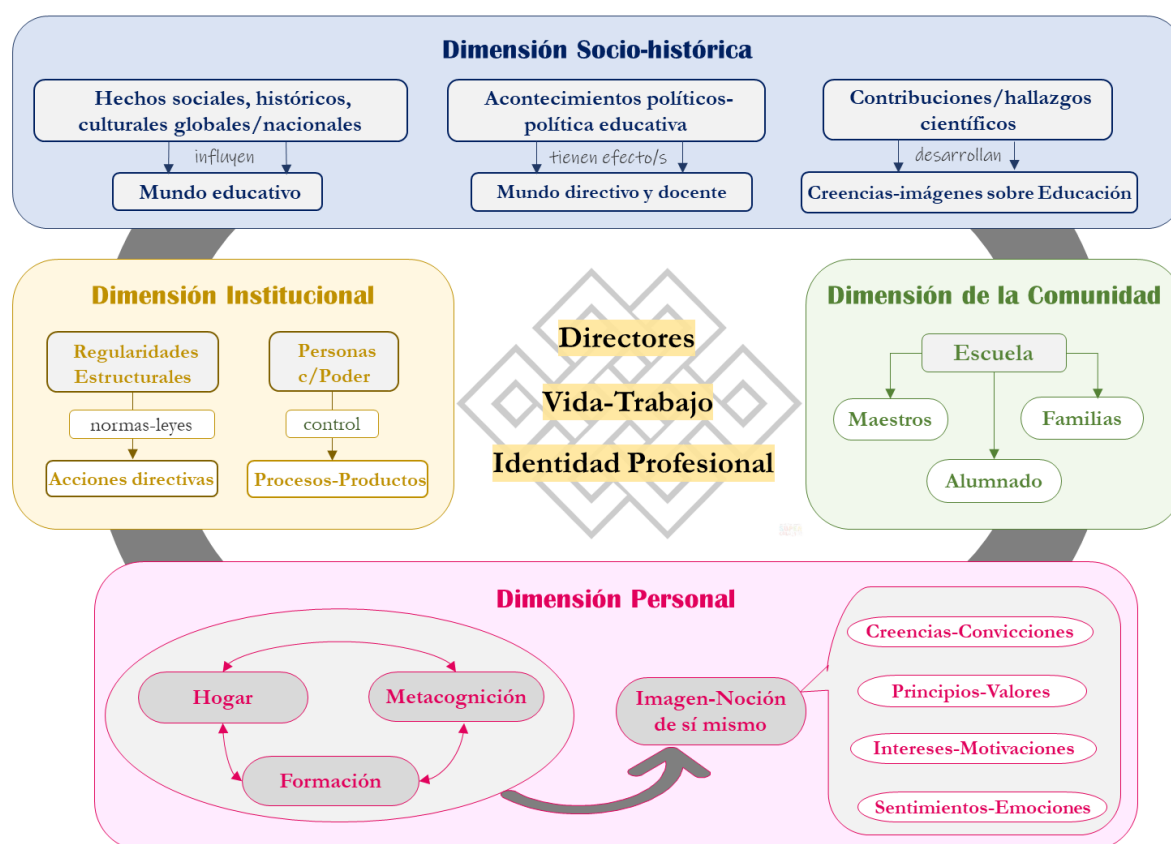 Dimensión Socio-histórica
Hechos sociales, históricos,
culturales globales/nacionales
influyen
Mundo educativo
Acontecimientos políticos-
política educativa
tienen efecto/s
Mundo directivo y docente
Contribuciones/hallazgos
científicos
desarrollan
Creencias-imágenes sobre Educación
Dimensión Institucional
Regularidades
Estructurales
normas-leyes
Acciones directivas
Personas
c/Poder
control
Procesos-Productos
Directores
Vida-Trabajo
Identidad Profesional
Dimensión de la Comunidad
Escuela
Maestros
Familias
Alumnado
Dimensión Personal
Hogar
Metacognición
Formación
Imagen-Noción
de sí mismo
Creencias-Convicciones
Principios-Valores
Intereses-Motivaciones
Sentimientos-Emociones